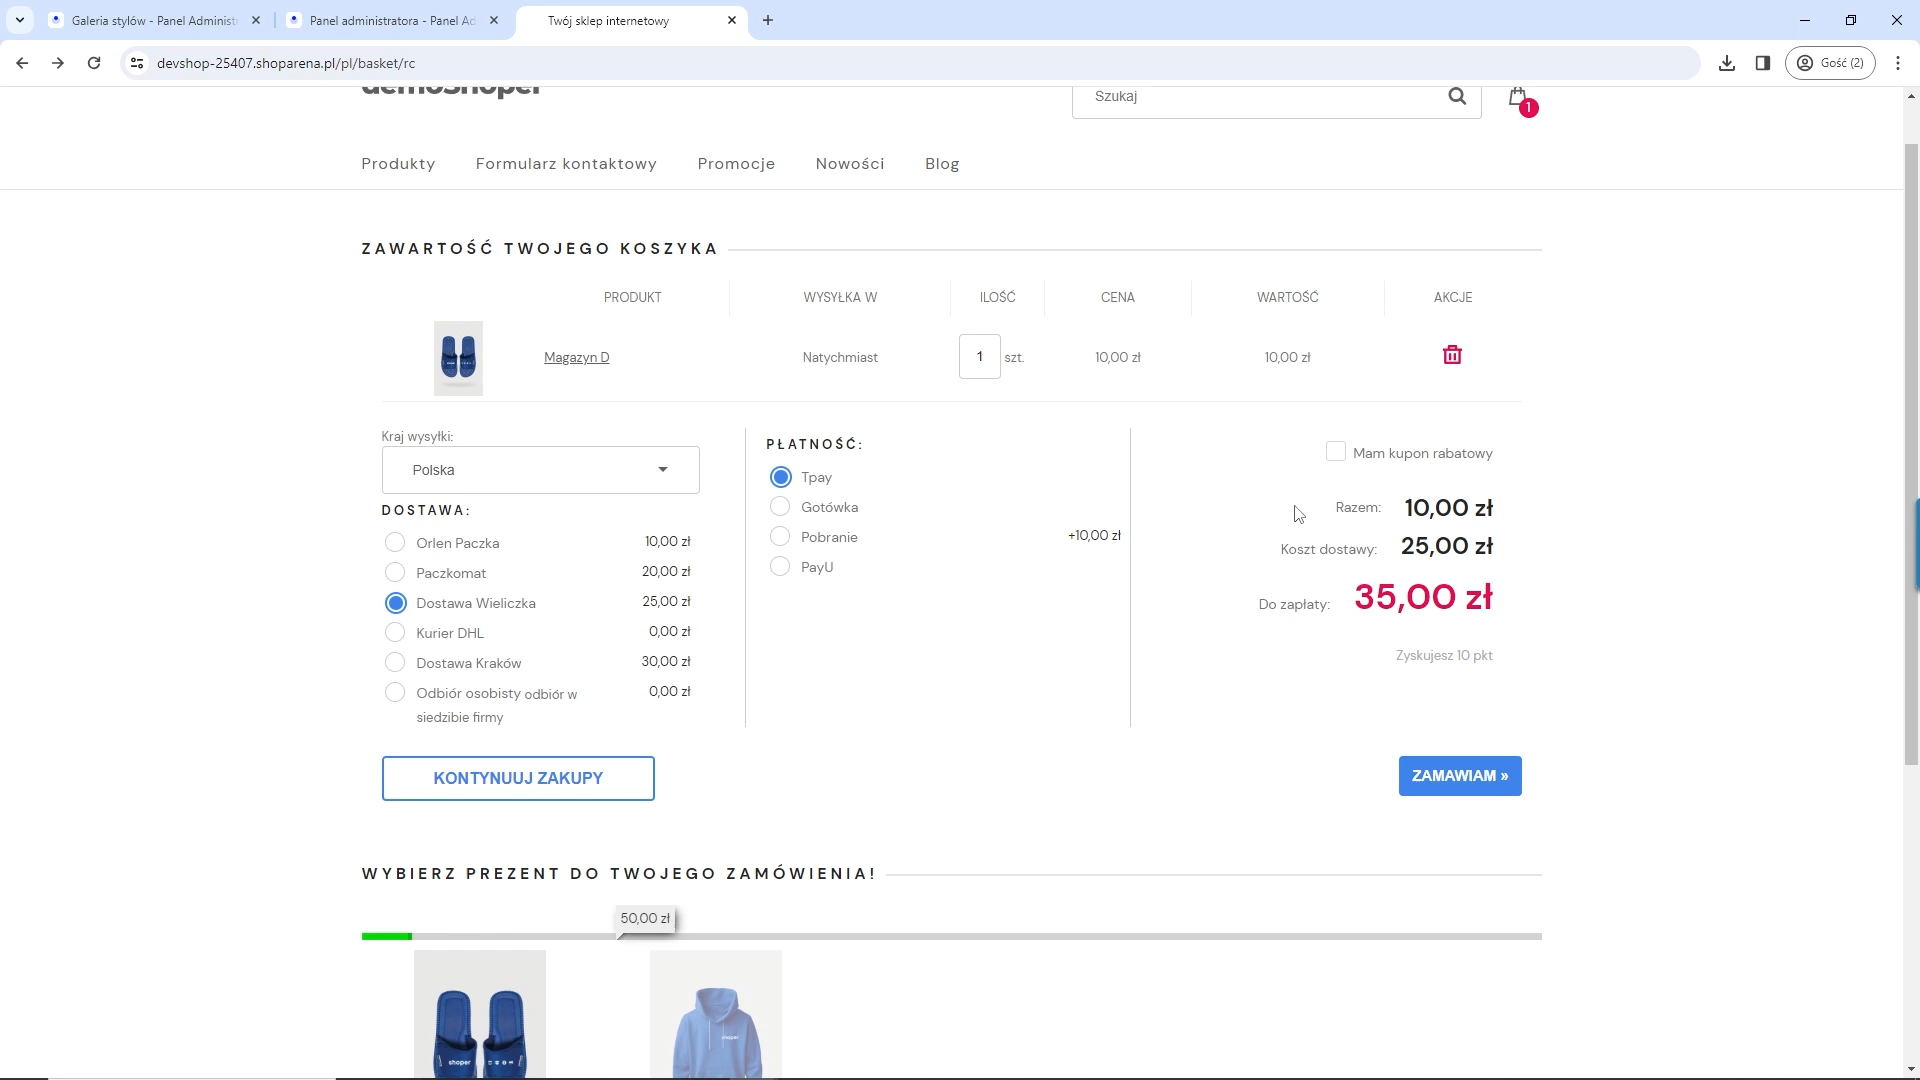 Galeria stylów - Panel Administ
Panel administratora - Panel Ad
Twój sklep internetowy
devshop-25407.shoparena.pl/pl/basket/rc
Gość (2)
demoshoper
Szukaj
1
Produkty
Formularz kontaktowy
Promocje
Nowości
Blog
ZAWARTOŚĆ TWOJEGO KOSZYKA
PRODUKT
WYSYŁKA W
ILOŚĆ
CENA
WARTOŚĆ
AKCJE
Magazyn D
Natychmiast
1 szt.
10,00 zł
10,00 zł
Kraj wysyłki:
Polska
DOSTAWA:
Orlen Paczka 10,00 zł
Paczkomat 20,00 zł
Dostawa Wieliczka 25,00 zł
Kurier DHL 0,00 zł
Dostawa Kraków 30,00 zł
Odbiór osobisty odbiór w 0,00 zł
siedzibie firmy
PŁATNOŚĆ:
Tpay
Gotówka
Pobranie +10,00 zł
PayU
Mam kupon rabatowy
Razem: 10,00 zł
Koszt dostawy: 25,00 zł
Do zapłaty: 35,00 zł
Zyskujesz 10 pkt
KONTYNUUJ ZAKUPY
ZAMAWIAM »
WYBIERZ PREZENT DO TWOJEGO ZAMÓWIENIA!
50,00 zł
shoper
shoper